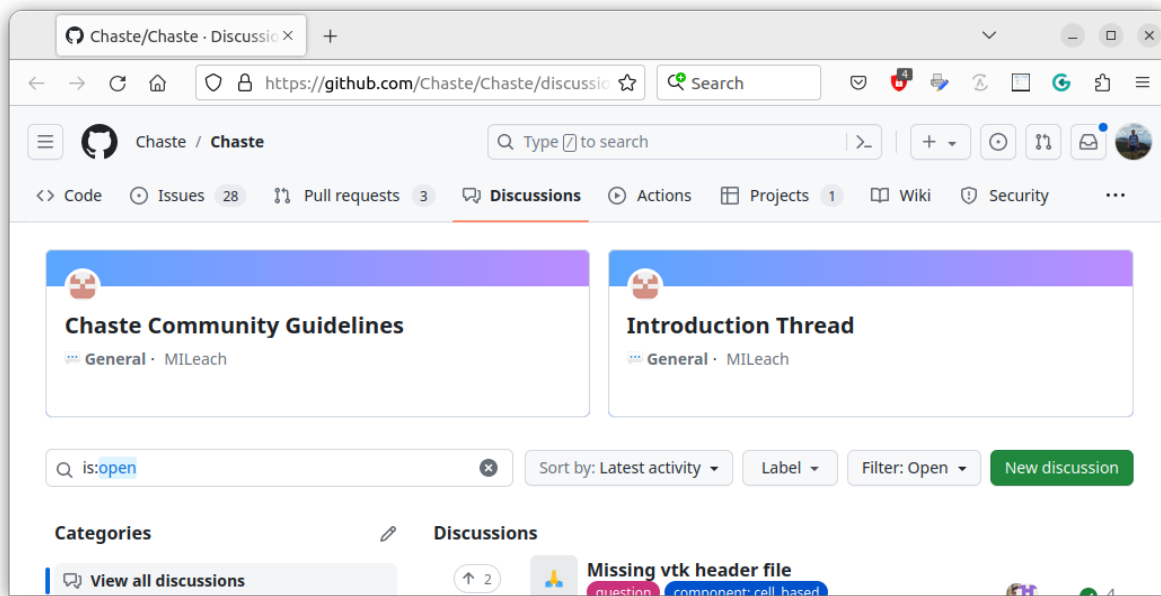 Chaste/Chaste · Discussio
https://github.com/Chaste/Chaste/discussio
Search
4
Chaste / Chaste
Type / to search
Code
Issues 28
Pull requests 3
Discussions
Actions
Projects 1
Wiki
Security
Chaste Community Guidelines
General · MILeach
Introduction Thread
General · MILeach
is:open
Sort by: Latest activity
Label
Filter: Open
New discussion
Categories
Discussions
View all discussions
2
Missing vtk header file
question
component: cell_based
4